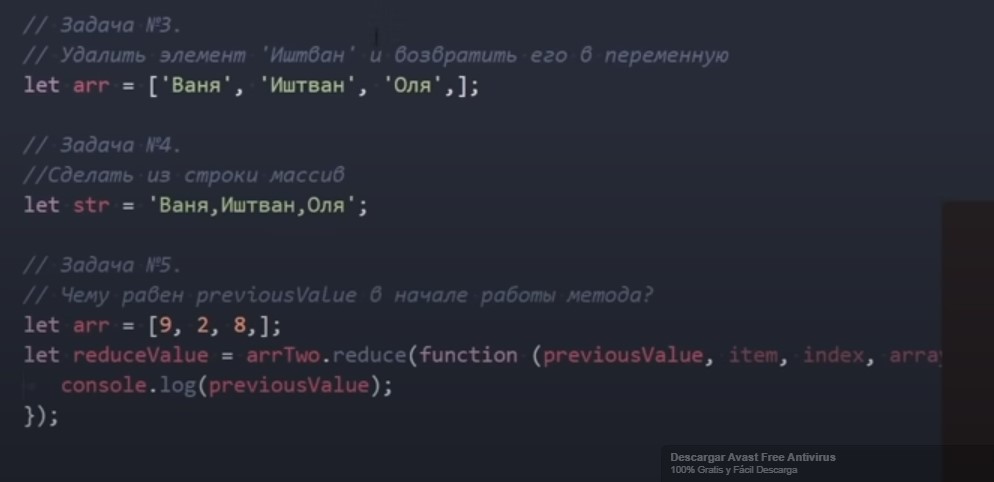 // Задача №3.
// Удалить элемент 'Иштван' и возвратить его в переменную
let arr = ['Ваня', 'Иштван', 'Оля',];
// Задача №4.
//Сделать из строки массив
let str = 'Ваня,Иштван,Оля';
// Задача №5.
// Чему равен previousValue в начале работы метода?
let arr = [9, 2, 8,];
let reduceValue = arrTwo.reduce(function (previousValue, item, index, array
console.log(previousValue);
});
Descargar Avast Free Antivirus
100% Gratis y Fácil Descarga